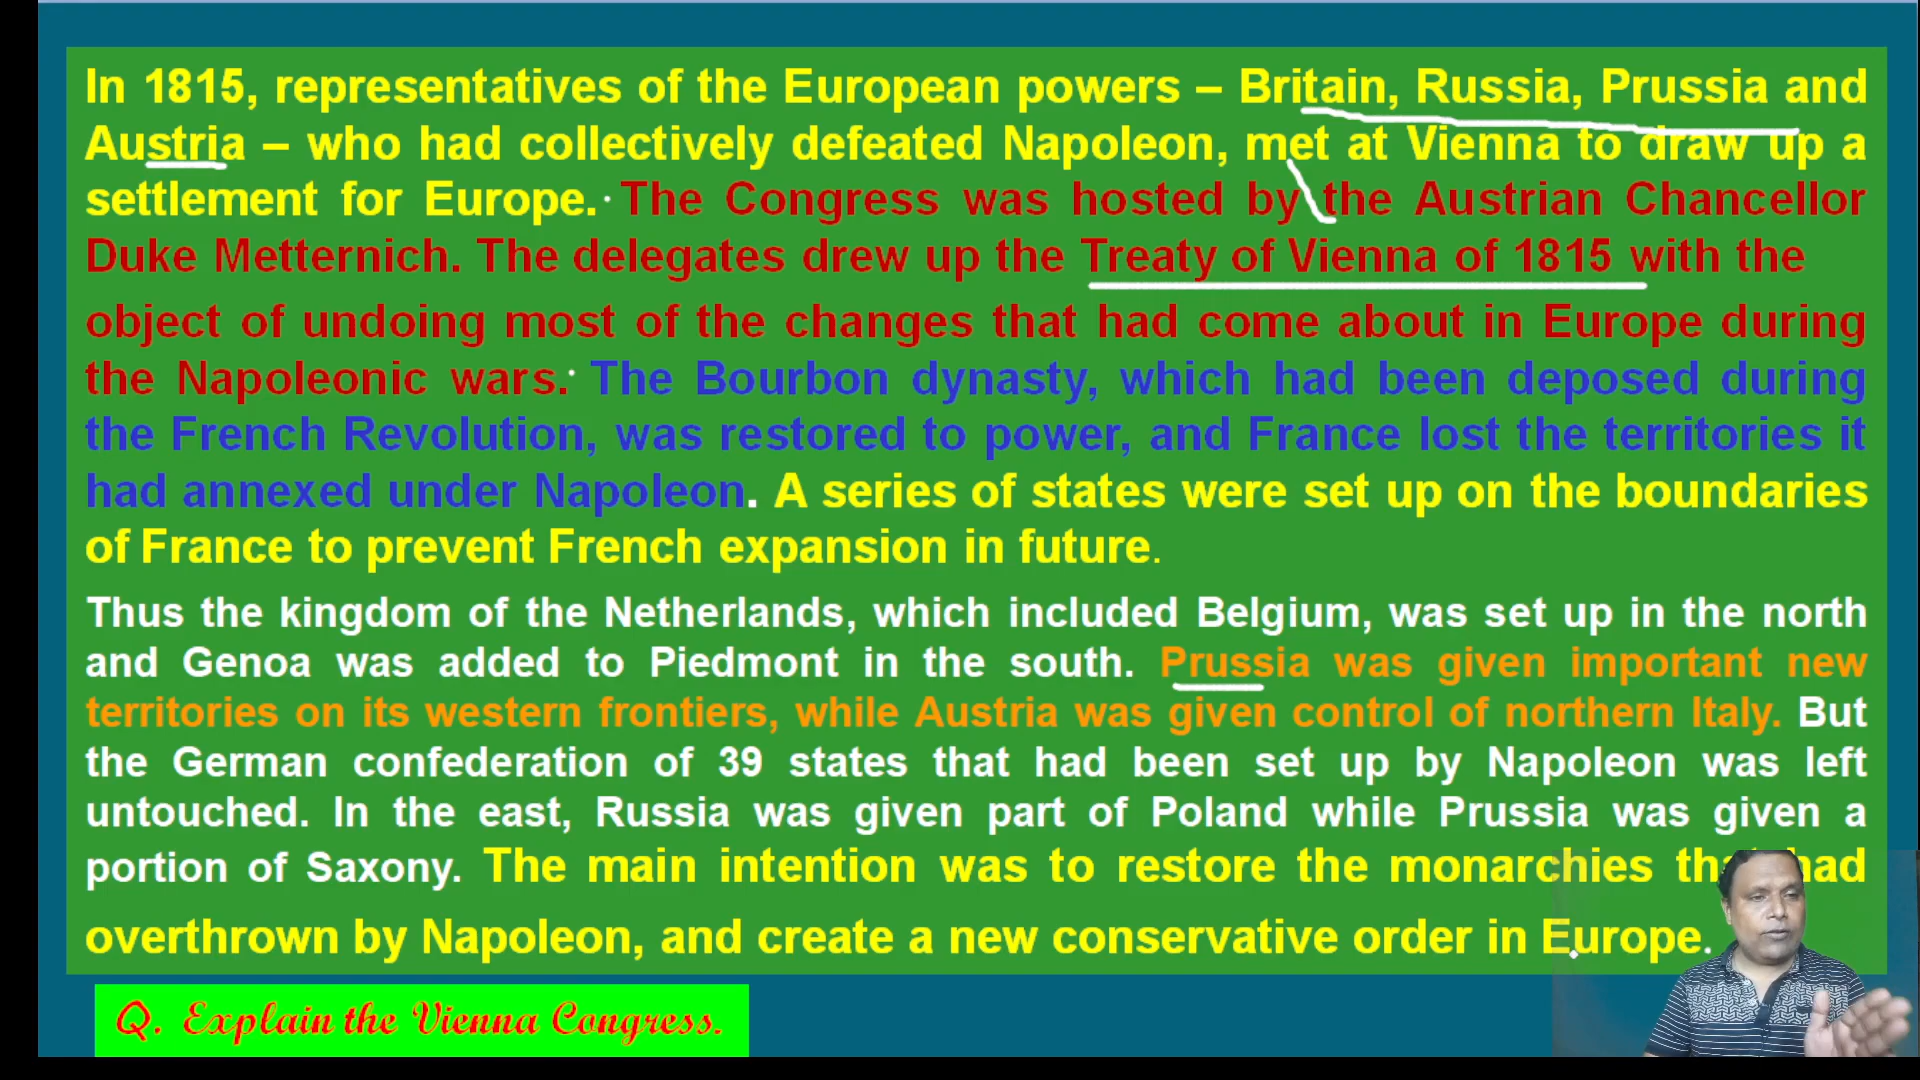 In 1815, representatives of the European powers – Britain, Russia, Prussia and
Austria – who had collectively defeated Napoleon, met at Vienna to draw up a
settlement for Europe. The Congress was hosted by the Austrian Chancellor
Duke Metternich. The delegates drew up the Treaty of Vienna of 1815 with the
object of undoing most of the changes that had come about in Europe during
the Napoleonic wars. The Bourbon dynasty, which had been deposed during
the French Revolution, was restored to power, and France lost the territories it
had annexed under Napoleon. A series of states were set up on the boundaries
of France to prevent French expansion in future.
Thus the kingdom of the Netherlands, which included Belgium, was set up in the north
and Genoa was added to Piedmont in the south. Prussia was given important new
territories on its western frontiers, while Austria was given control of northern Italy. But
the German confederation of 39 states that had been set up by Napoleon was left
untouched. In the east, Russia was given part of Poland while Prussia was given a
portion of Saxony. The main intention was to restore the monarchies that had
overthrown by Napoleon, and create a new conservative order in Europe.
Q. Explain the Vienna Congress.